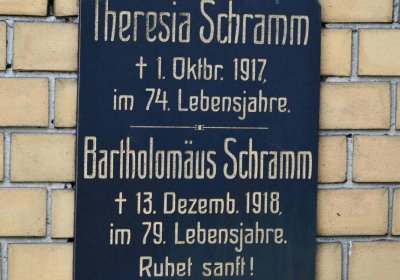 Theresia Schramm
† 1. Oktbr. 1917,
im 74. Lebensjahre.
Bartholomäus Schramm
† 13. Dezemb. 1918,
im 79. Lebensjahre.
Ruhet sanft!